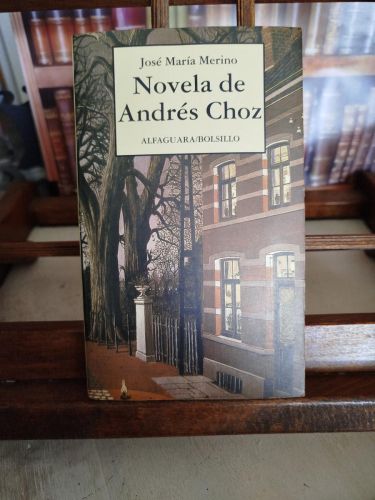 José María Merino
Novela de
Andrés Choz
ALFAGUARA/BOLSILLO